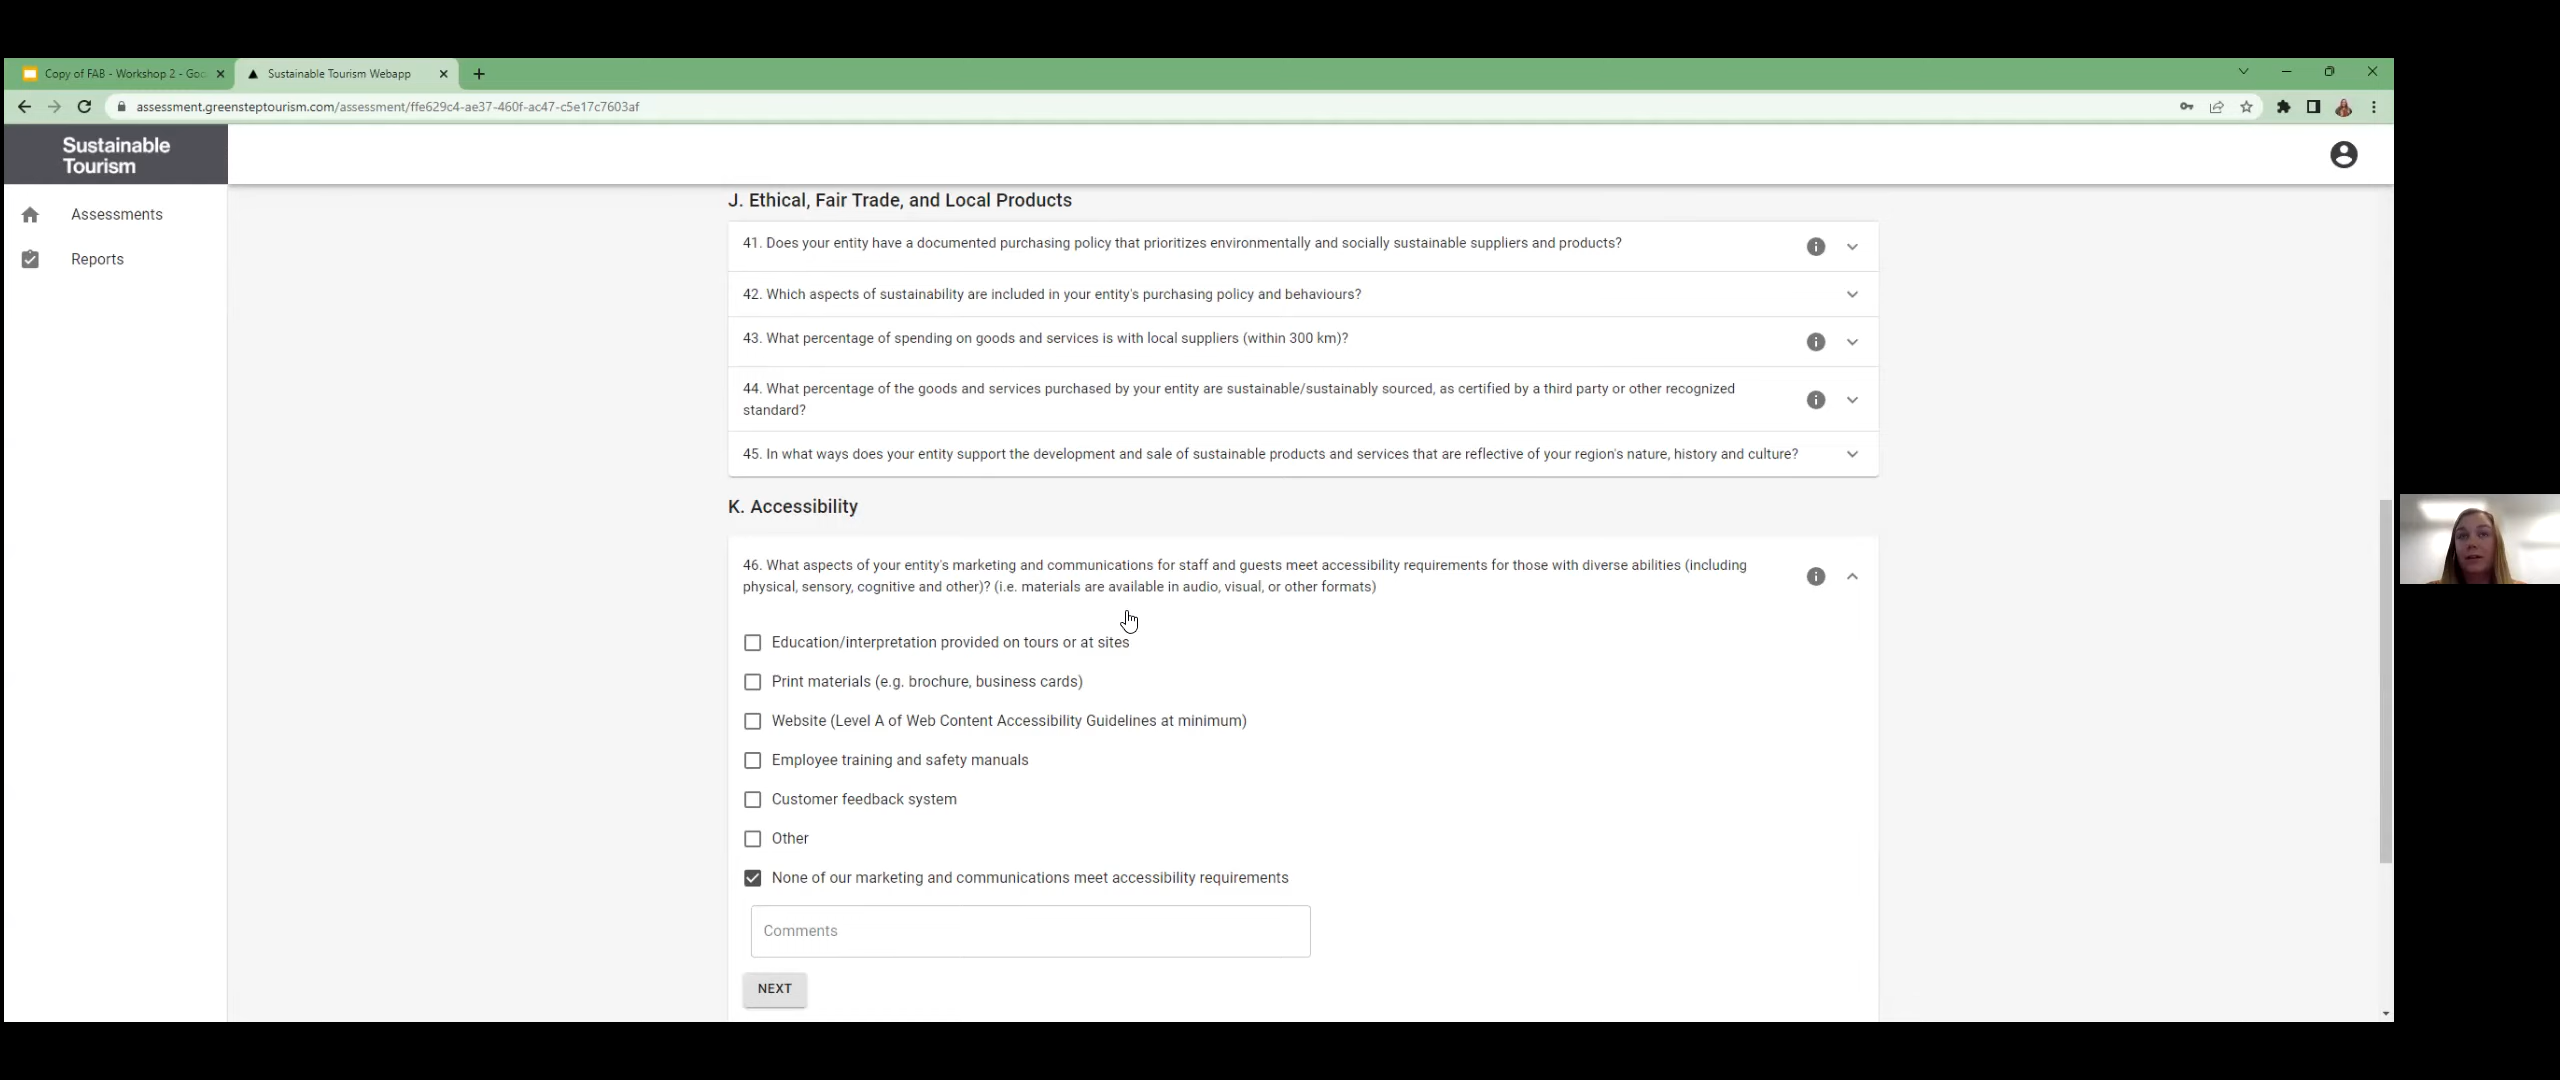 Copy of FAB - Workshop 2 - Goo
Sustainable Tourism Webapp
assessment.greensteptourism.com/assessment/ffe629c4-ae37-460f-ac47-c5e17c7603af
Sustainable
Tourism
Assessments
Reports
J. Ethical, Fair Trade, and Local Products
41. Does your entity have a documented purchasing policy that prioritizes environmentally and socially sustainable suppliers and products?
42. Which aspects of sustainability are included in your entity's purchasing policy and behaviours?
43. What percentage of spending on goods and services is with local suppliers (within 300 km)?
44. What percentage of the goods and services purchased by your entity are sustainable/sustainably sourced, as certified by a third party or other recognized
standard?
45. In what ways does your entity support the development and sale of sustainable products and services that are reflective of your region's nature, history and culture?
K. Accessibility
46. What aspects of your entity's marketing and communications for staff and guests meet accessibility requirements for those with diverse abilities (including
physical, sensory, cognitive and other)? (i.e. materials are available in audio, visual, or other formats)
Education/interpretation provided on tours or at sites
Print materials (e.g. brochure, business cards)
Website (Level A of Web Content Accessibility Guidelines at minimum)
Employee training and safety manuals
Customer feedback system
Other
None of our marketing and communications meet accessibility requirements
Comments
NEXT